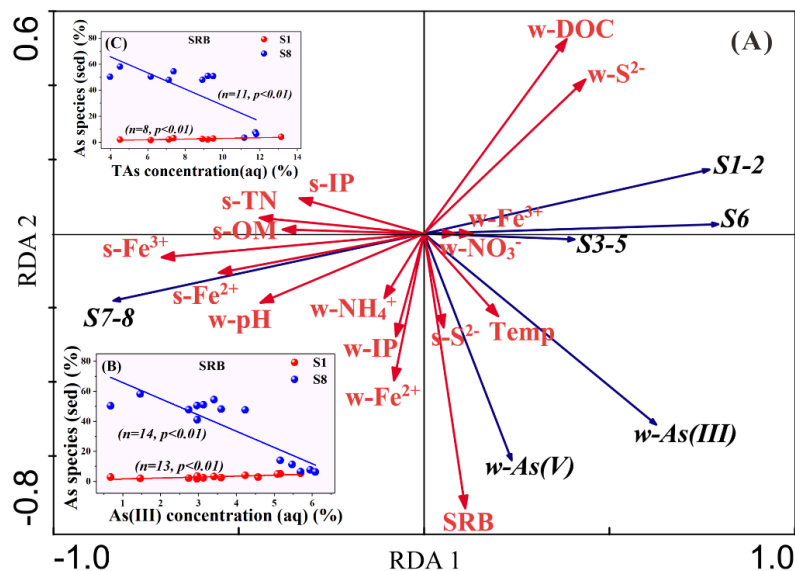 0.6
(A)
RDA 2
-0.8
-1.0
RDA 1
1.0
(C)
SRB
S1
S8
As species (sed) (%)
80
60
40
20
0
(n=11, p<0.01)
(n=8, p<0.01)
4 6 8 10 12 14
TAs concentration(aq) (%)
w-DOC
w-S²⁻
S1-2
s-IP
s-TN
w-Fe³⁺
S6
s-OM
w-NO₃⁻
S3-5
s-Fe³⁺
s-Fe²⁺
S7-8
w-pH
w-NH₄⁺
s-S²⁻
Temp
w-IP
w-Fe²⁺
w-As(III)
w-As(V)
SRB
(B)
SRB
S1
S8
As species (sed) (%)
80
60
40
20
0
(n=14, p<0.01)
(n=13, p<0.01)
1 2 3 4 5 6
As(III) concentration (aq) (%)